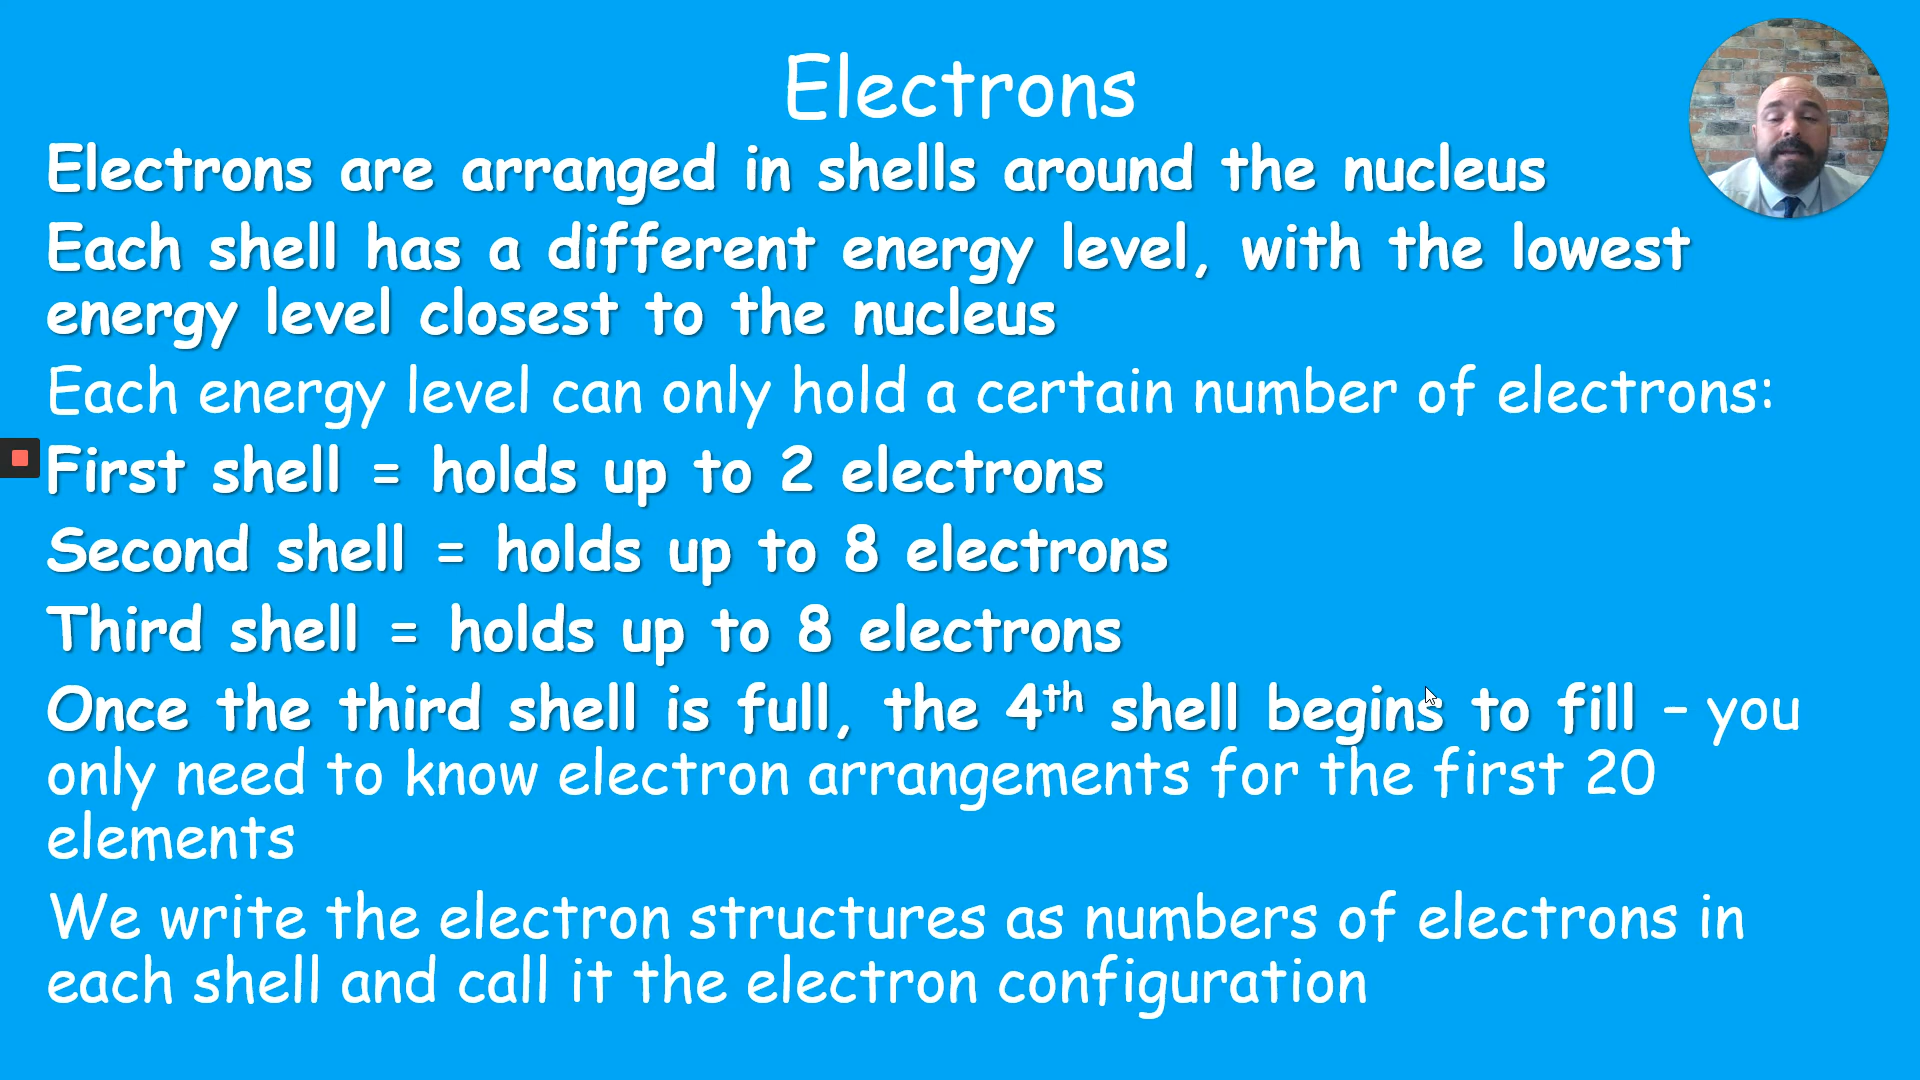 Electrons
Electrons are arranged in shells around the nucleus
Each shell has a different energy level, with the lowest
energy level closest to the nucleus
Each energy level can only hold a certain number of electrons:
First shell = holds up to 2 electrons
Second shell = holds up to 8 electrons
Third shell = holds up to 8 electrons
Once the third shell is full, the 4th shell begins to fill – you
only need to know electron arrangements for the first 20
elements
We write the electron structures as numbers of electrons in
each shell and call it the electron configuration